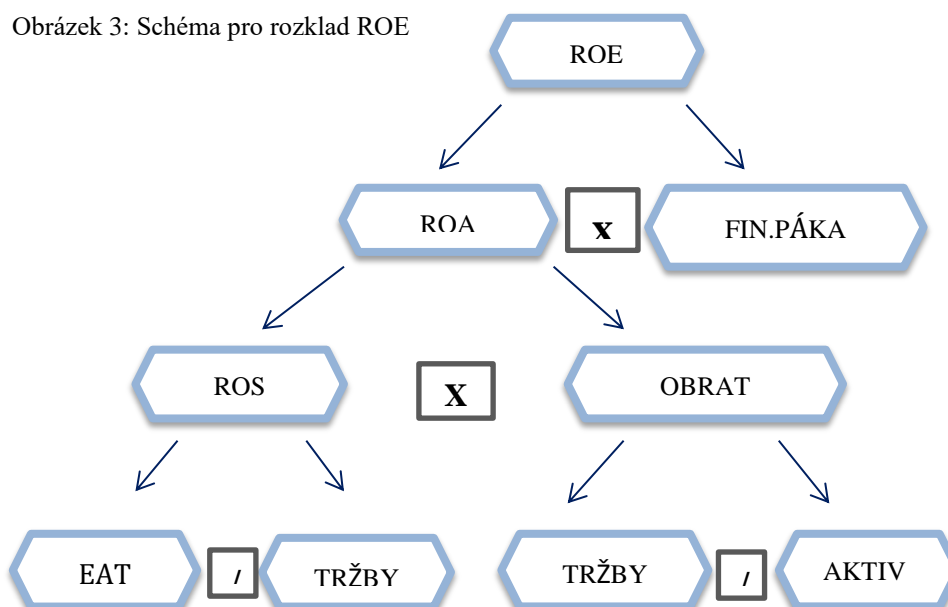 Obrázek 3: Schéma pro rozklad ROE
ROE
ROA x FIN.PÁKA
ROS X OBRAT
EAT / TRŽBY TRŽBY / AKTIV